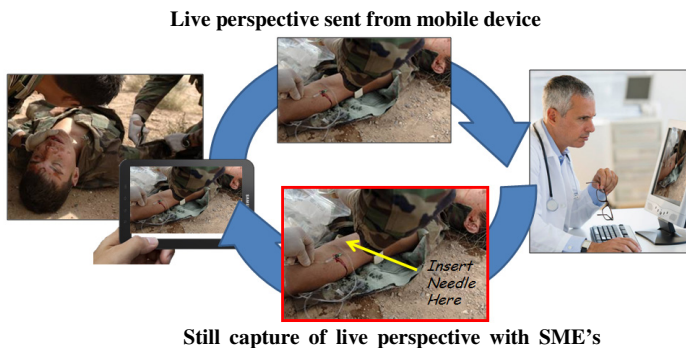 Live perspective sent from mobile device
Insert
Needle
Here
Still capture of live perspective with SME's